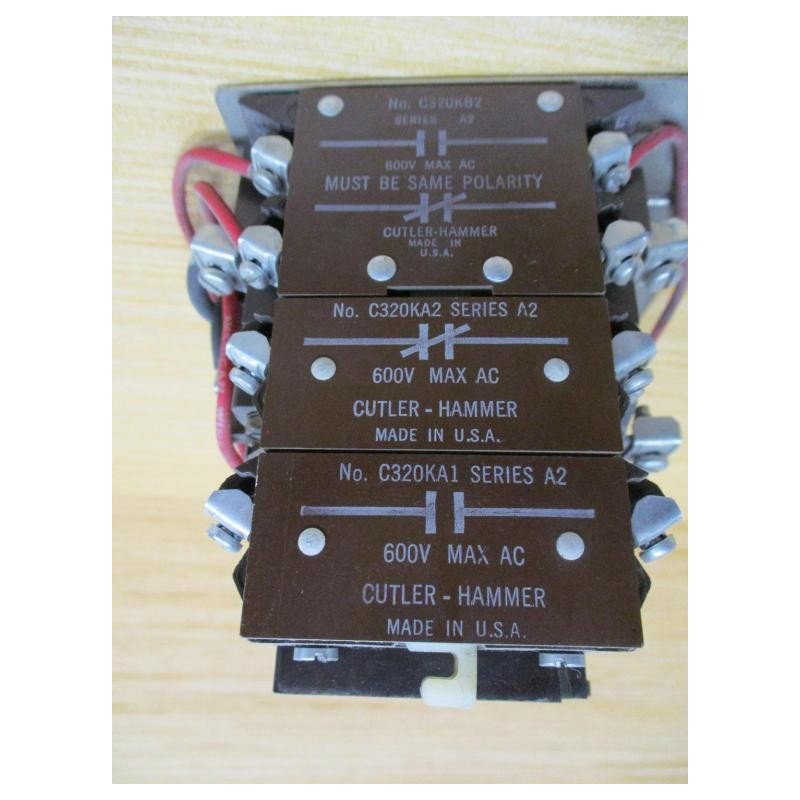 No. C320KB2
SERIES A2
600V MAX AC
MUST BE SAME POLARITY
CUTLER-HAMMER
MADE IN
U.S.A.
No. C320KA2 SERIES A2
600V MAX AC
CUTLER - HAMMER
MADE IN U.S.A.
No. C320KA1 SERIES A2
600V MAX AC
CUTLER - HAMMER
MADE IN U.S.A.